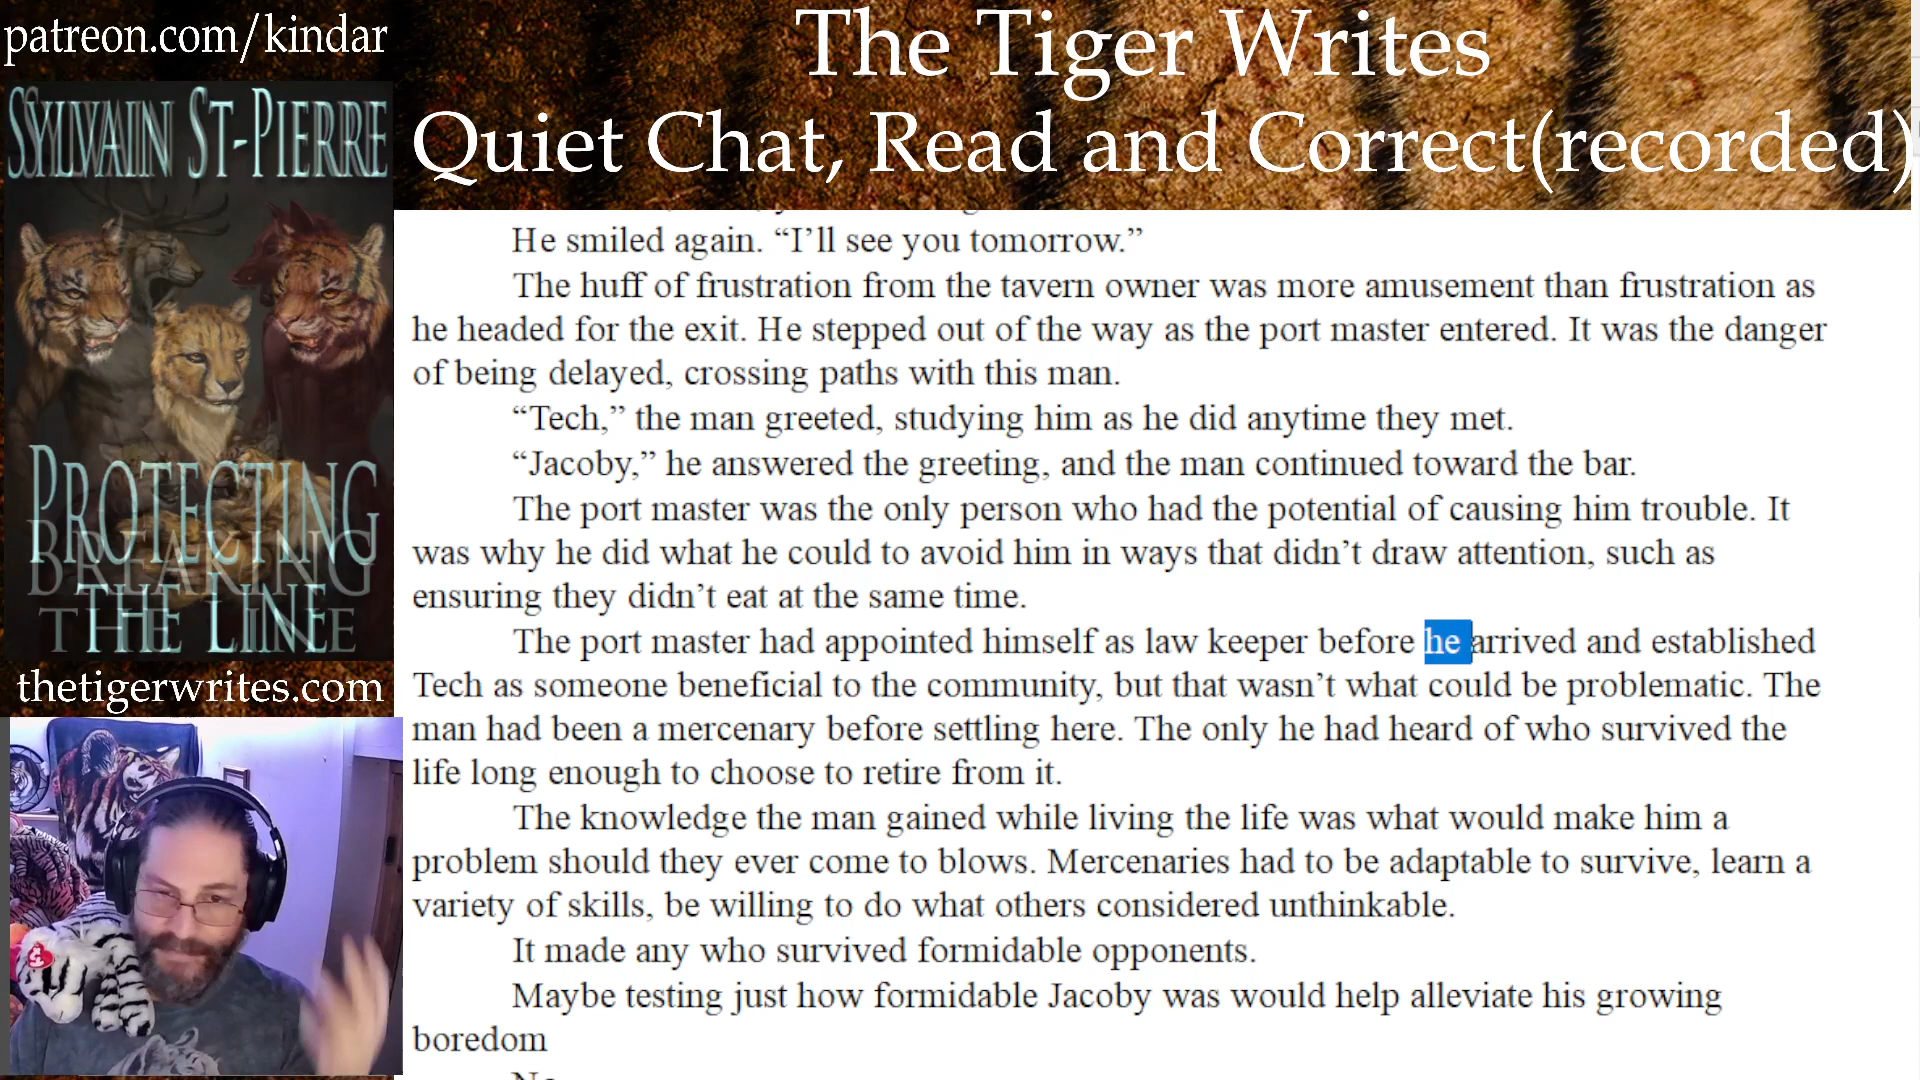 patreon.com/kindar
The Tiger Writes
Quiet Chat, Read and Correct(recorded)
SYLVAIN ST-PIERRE
PROTECTING
BREAKING
THE LINE
THE LINE
thetigerwrites.com
He smiled again. “I’ll see you tomorrow.”
The huff of frustration from the tavern owner was more amusement than frustration as
he headed for the exit. He stepped out of the way as the port master entered. It was the danger
of being delayed, crossing paths with this man.
“Tech,” the man greeted, studying him as he did anytime they met.
“Jacoby,” he answered the greeting, and the man continued toward the bar.
The port master was the only person who had the potential of causing him trouble. It
was why he did what he could to avoid him in ways that didn’t draw attention, such as
ensuring they didn’t eat at the same time.
The port master had appointed himself as law keeper before he arrived and established
Tech as someone beneficial to the community, but that wasn’t what could be problematic. The
man had been a mercenary before settling here. The only he had heard of who survived the
life long enough to choose to retire from it.
The knowledge the man gained while living the life was what would make him a
problem should they ever come to blows. Mercenaries had to be adaptable to survive, learn a
variety of skills, be willing to do what others considered unthinkable.
It made any who survived formidable opponents.
Maybe testing just how formidable Jacoby was would help alleviate his growing
boredom